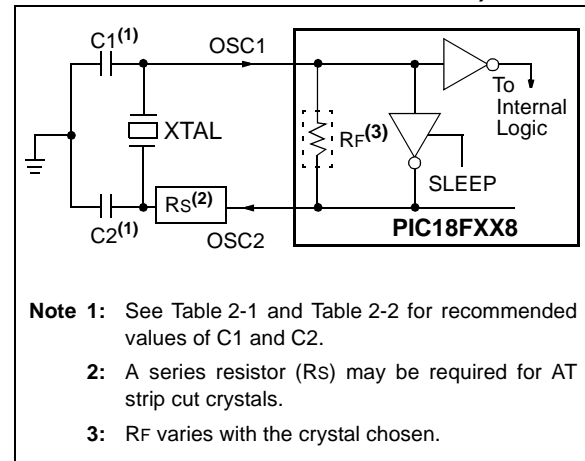 C1(1)
OSC1
To
Internal
Logic
XTAL
RF(3)
SLEEP
RS(2)
C2(1)
OSC2
PIC18FXX8
Note 1: See Table 2-1 and Table 2-2 for recommended
values of C1 and C2.
2: A series resistor (RS) may be required for AT
strip cut crystals.
3: RF varies with the crystal chosen.